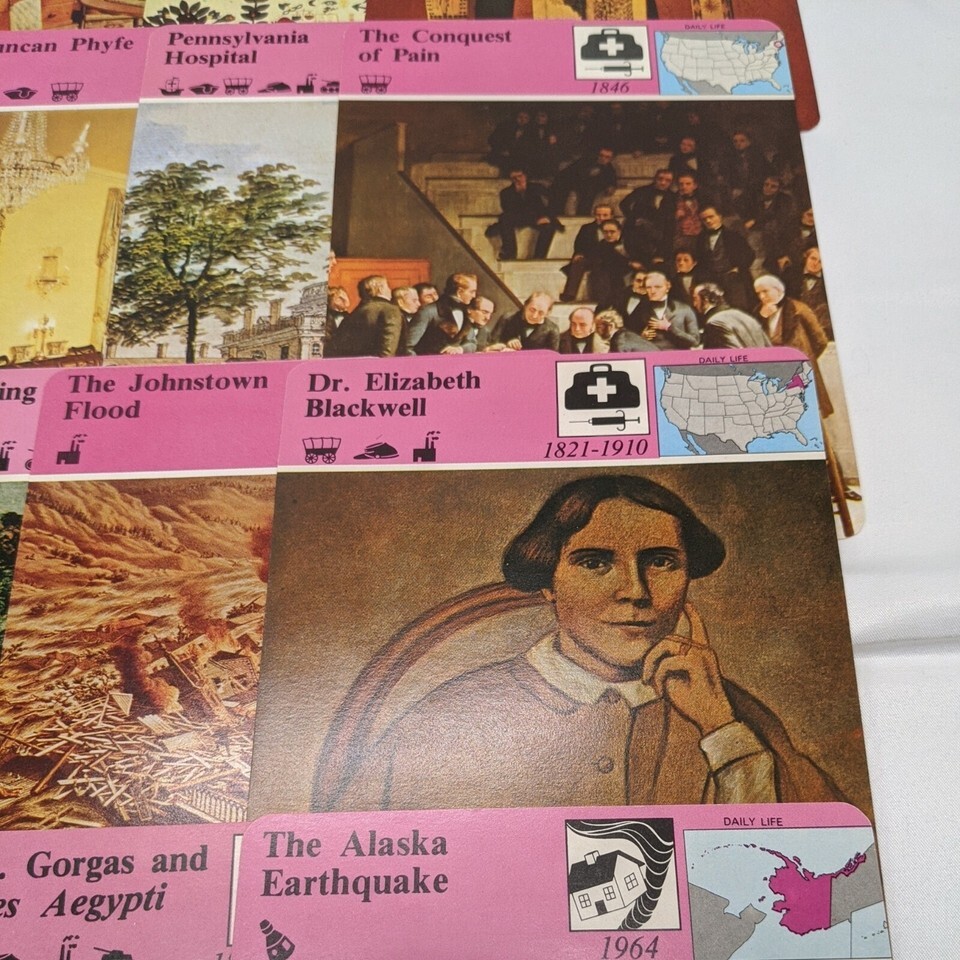 uncan Phyfe
Pennsylvania
Hospital
The Conquest
of Pain
1846
DAILY LIFE
ing
The Johnstown
Flood
Dr. Elizabeth
Blackwell
1821-1910
DAILY LIFE
. Gorgas and
es Aegypti
The Alaska
Earthquake
1964
DAILY LIFE